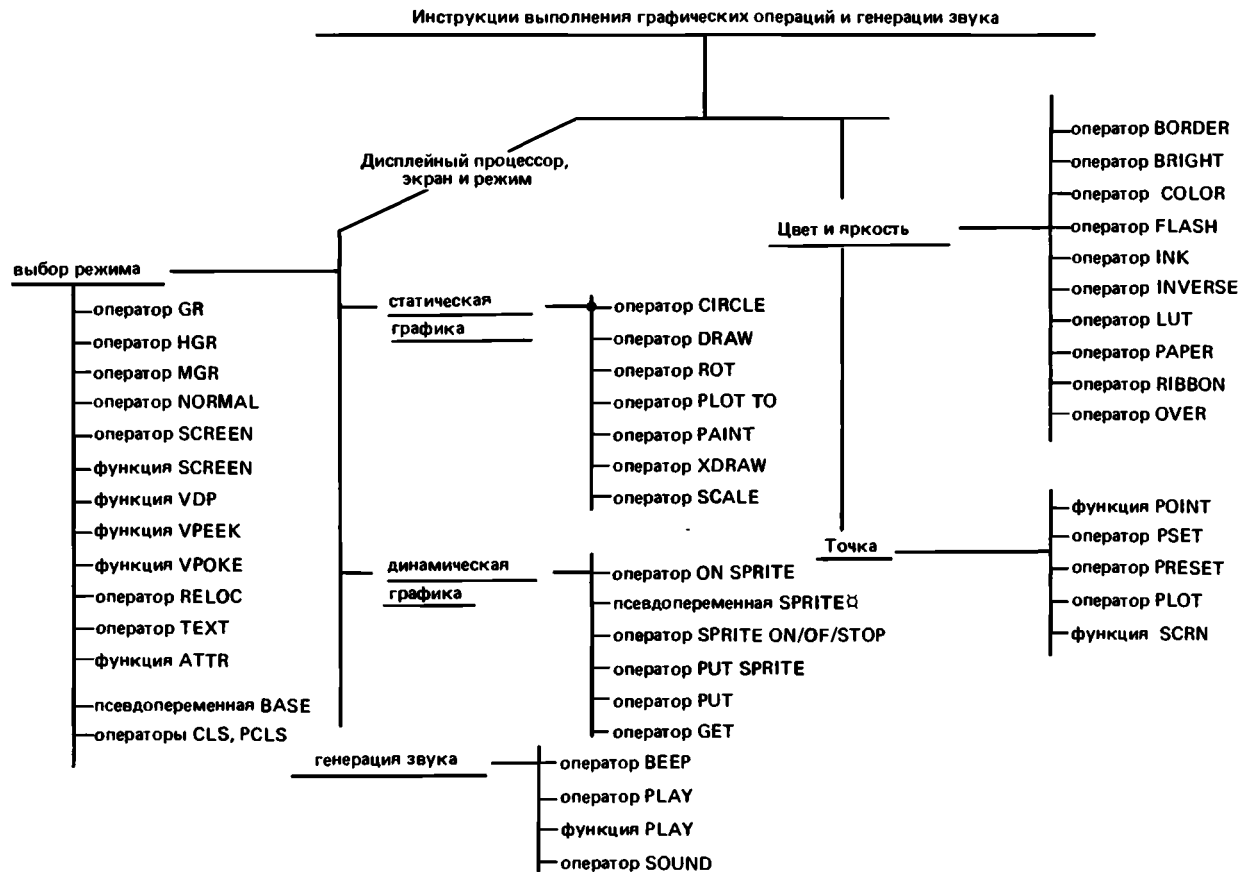 Инструкции выполнения графических операций и генерации звука
Дисплейный процессор,
экран и режим
выбор режима
оператор GR
оператор HGR
оператор MGR
оператор NORMAL
оператор SCREEN
функция SCREEN
функция VDP
функция VPEEK
функция VPOKE
оператор RELOC
оператор TEXT
функция ATTR
псевдопеременная BASE
операторы CLS, PCLS
статическая
графика
оператор CIRCLE
оператор DRAW
оператор ROT
оператор PLOT TO
оператор PAINT
оператор XDRAW
оператор SCALE
динамическая
графика
оператор ON SPRITE
псевдопеременная SPRITE¤
оператор SPRITE ON/OF/STOP
оператор PUT SPRITE
оператор PUT
оператор GET
генерация звука
оператор BEEP
оператор PLAY
функция PLAY
оператор SOUND
Цвет и яркость
оператор BORDER
оператор BRIGHT
оператор COLOR
оператор FLASH
оператор INK
оператор INVERSE
оператор LUT
оператор PAPER
оператор RIBBON
оператор OVER
Точка
функция POINT
оператор PSET
оператор PRESET
оператор PLOT
функция SCRN